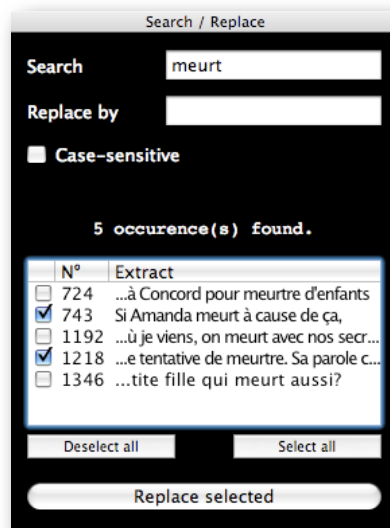 Search / Replace
Search meurt
Replace by
Case-sensitive
5 occurence(s) found.
N° Extract
724 ...à Concord pour meurtre d'enfants
743 Si Amanda meurt à cause de ça,
1192 ...ù je viens, on meurt avec nos secr...
1218 ...e tentative de meurtre. Sa parole c...
1346 ...tite fille qui meurt aussi?
Deselect all Select all
Replace selected